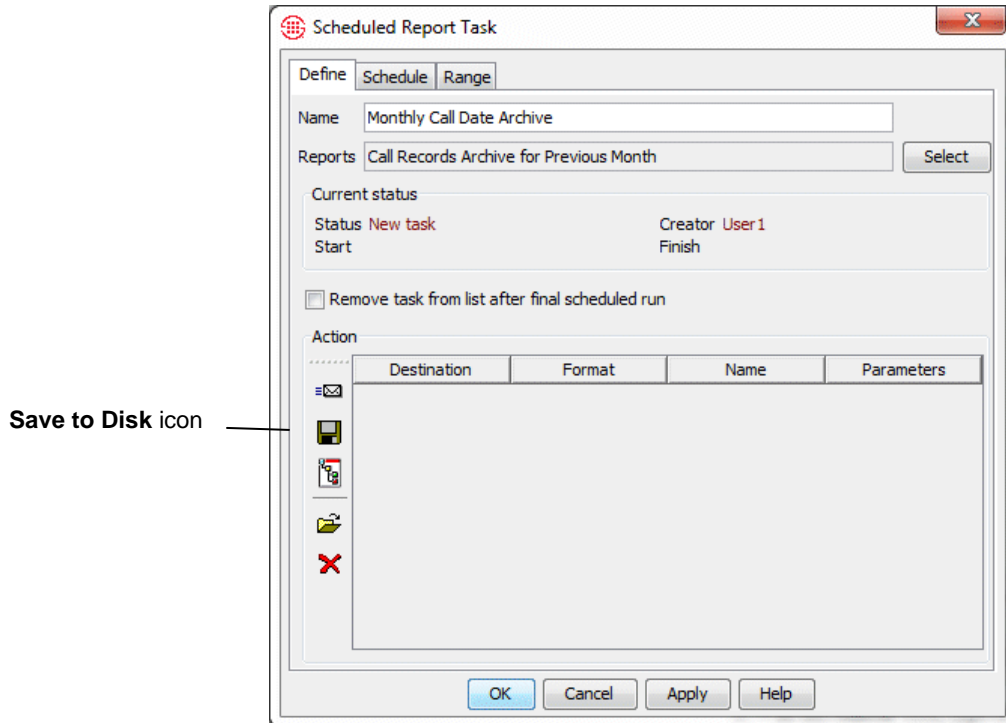 Scheduled Report Task
Define Schedule Range
Name Monthly Call Date Archive
Reports Call Records Archive for Previous Month Select
Current status
Status New task Creator User1
Start Finish
Remove task from list after final scheduled run
Action
Destination Format Name Parameters
Save to Disk icon
OK Cancel Apply Help